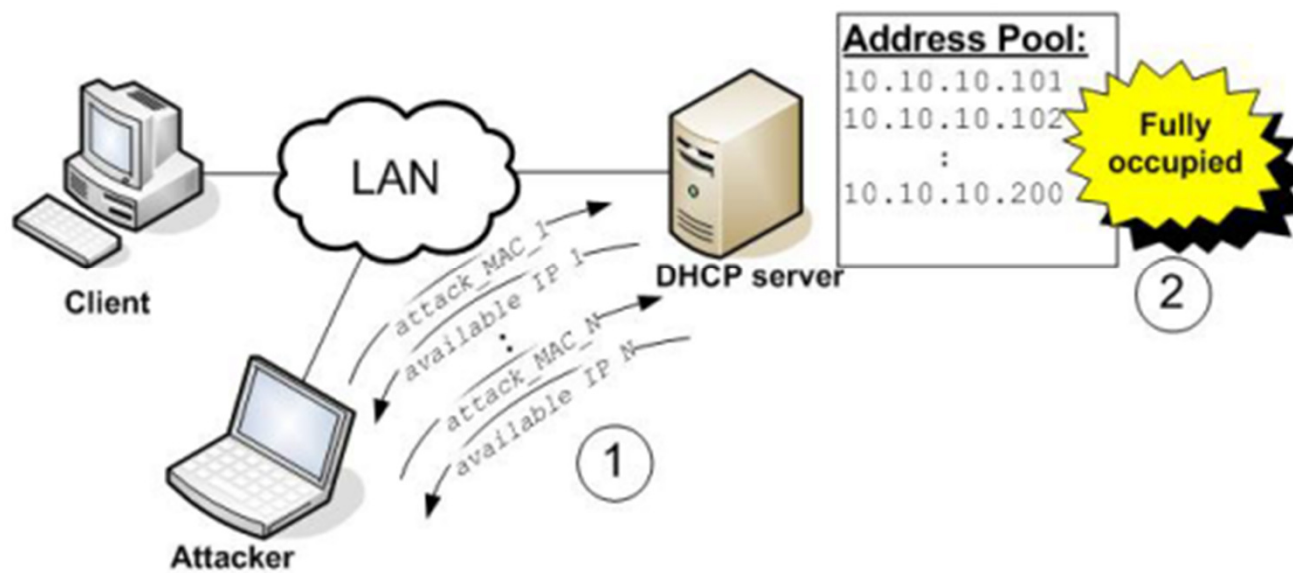 Address Pool:
10.10.10.101
10.10.10.102
:
10.10.10.200
Fully
occupied
LAN
Client
DHCP server
2
attack_MAC_1
available IP 1
:
attack_MAC_N
available IP N
1
Attacker